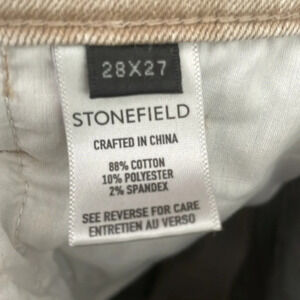 28X27
STONEFIELD
CRAFTED IN CHINA
88% COTTON
10% POLYESTER
2% SPANDEX
SEE REVERSE FOR CARE
ENTRETIEN AU VERSO